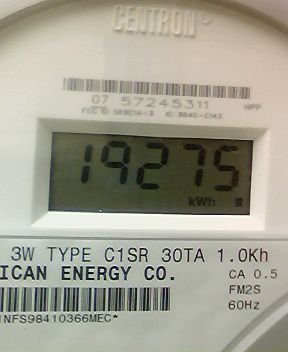 CENTRON®
07 57245311
HPP
19275
kWh
3W TYPE C1SR 30TA 1.0Kh
ICAN ENERGY CO.
CA 0.5
FM2S
60Hz
INFS98410366MEC*